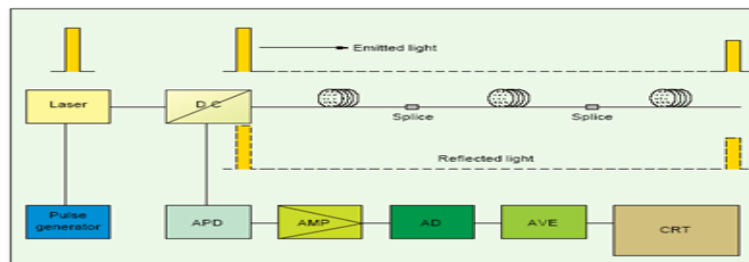 Emitted light
Laser
D C
Splice
Splice
Reflected light
Pulse
generator
APD
AMP
AD
AVE
CRT